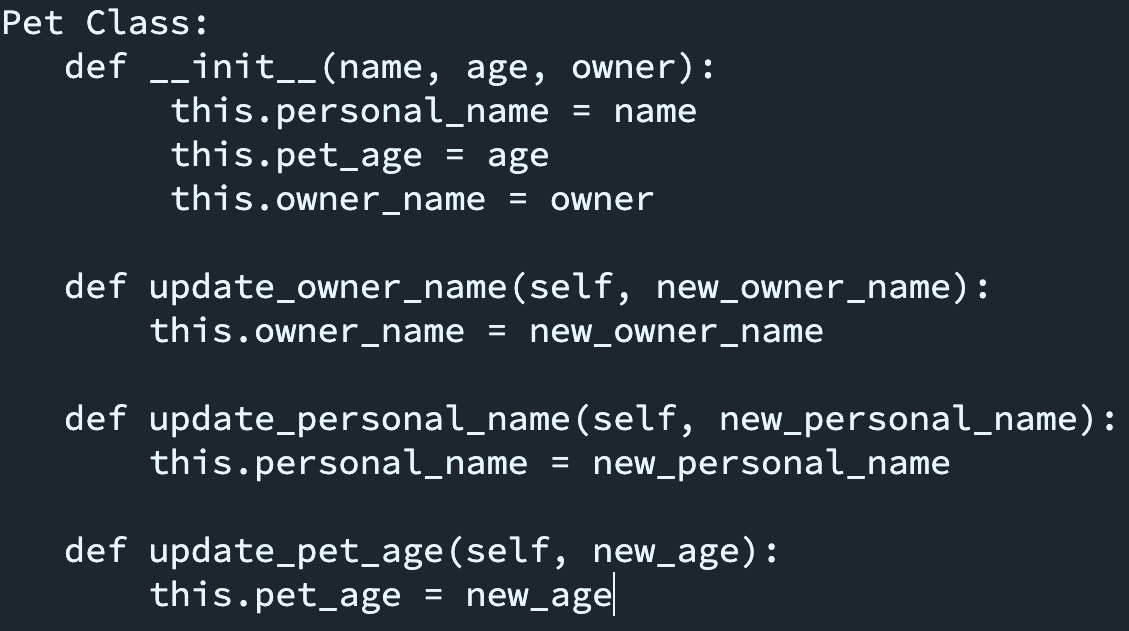 Pet Class:
   def __init__(name, age, owner):
        this.personal_name = name
        this.pet_age = age
        this.owner_name = owner

   def update_owner_name(self, new_owner_name):
       this.owner_name = new_owner_name

   def update_personal_name(self, new_personal_name):
       this.personal_name = new_personal_name

   def update_pet_age(self, new_age):
       this.pet_age = new_age